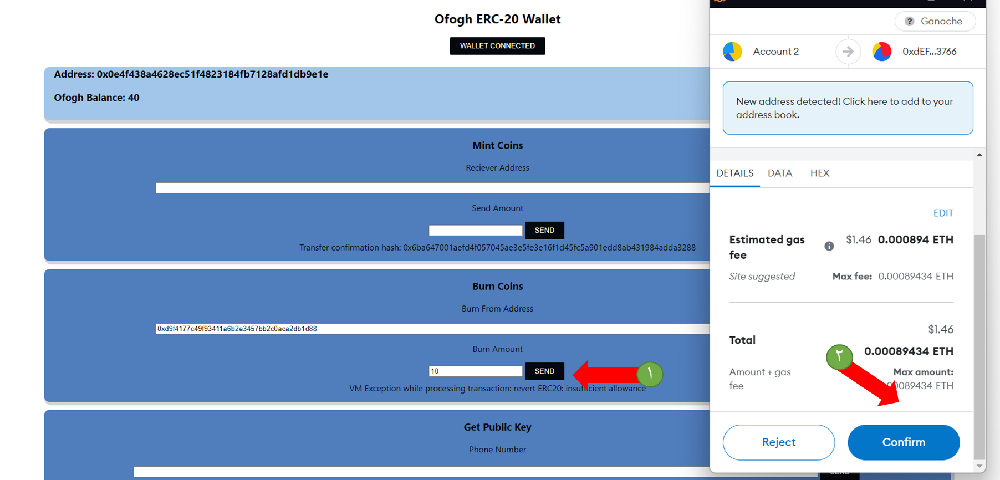 Ofogh ERC-20 Wallet
WALLET CONNECTED
Address: 0x0e4f438a4628ec51f4823184fb7128afd1db9e1e
Ofogh Balance: 40
Mint Coins
Reciever Address
Send Amount
SEND
Transfer confirmation hash: 0x6ba647001aefd4f057045ae3e5fe3e16f1d45fc5a901edd8ab431984adda3288
Burn Coins
Burn From Address
0xd9f4177c49f93411a6b2e3457bb2c0aca2db1d88
Burn Amount
10 SEND
۱
VM Exception while processing transaction: revert ERC20: insufficient allowance
Get Public Key
Phone Number
? Ganache
Account 2
0xdEF...3766
New address detected! Click here to add to your
address book.
DETAILS DATA HEX
EDIT
Estimated gas
fee
$1.46 0.000894 ETH
Site suggested
Max fee: 0.00089434 ETH
$1.46
Total
0.00089434 ETH
۲
Amount + gas
fee
Max amount:
00089434 ETH
Reject
Confirm
SEND